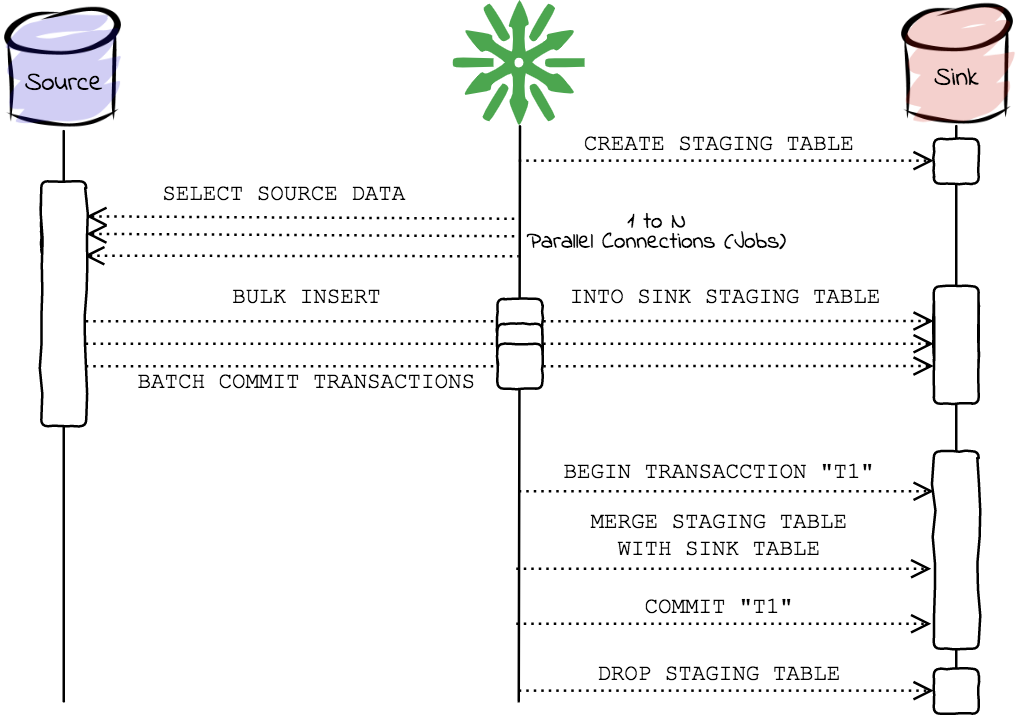 Source
Sink
CREATE STAGING TABLE
SELECT SOURCE DATA
1 to N
Parallel Connections (Jobs)
BULK INSERT
INTO SINK STAGING TABLE
BATCH COMMIT TRANSACTIONS
BEGIN TRANSACCTION "T1"
MERGE STAGING TABLE
WITH SINK TABLE
COMMIT "T1"
DROP STAGING TABLE